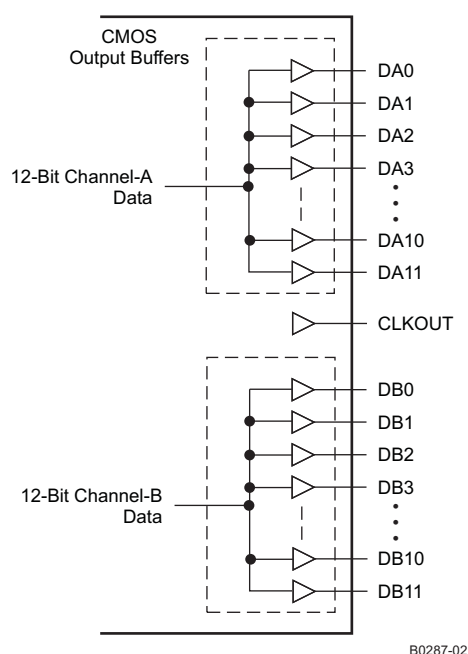 CMOS
Output Buffers
DA0
DA1
DA2
DA3
12-Bit Channel-A
Data
DA10
DA11
CLKOUT
DB0
DB1
DB2
DB3
12-Bit Channel-B
Data
DB10
DB11
B0287-02